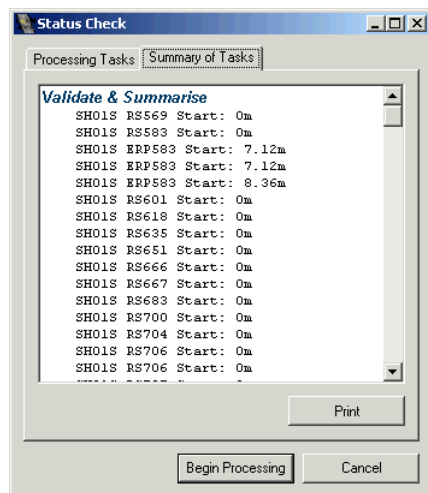 Status Check
Processing Tasks Summary of Tasks
Validate & Summarise
SH01S RS569 Start: 0m
SH01S RS583 Start: 0m
SH01S ERP583 Start: 7.12m
SH01S ERP583 Start: 7.12m
SH01S ERP583 Start: 8.36m
SH01S RS601 Start: 0m
SH01S RS618 Start: 0m
SH01S RS635 Start: 0m
SH01S RS651 Start: 0m
SH01S RS666 Start: 0m
SH01S RS667 Start: 0m
SH01S RS683 Start: 0m
SH01S RS700 Start: 0m
SH01S RS704 Start: 0m
SH01S RS706 Start: 0m
SH01S RS706 Start: 0m
Print
Begin Processing Cancel